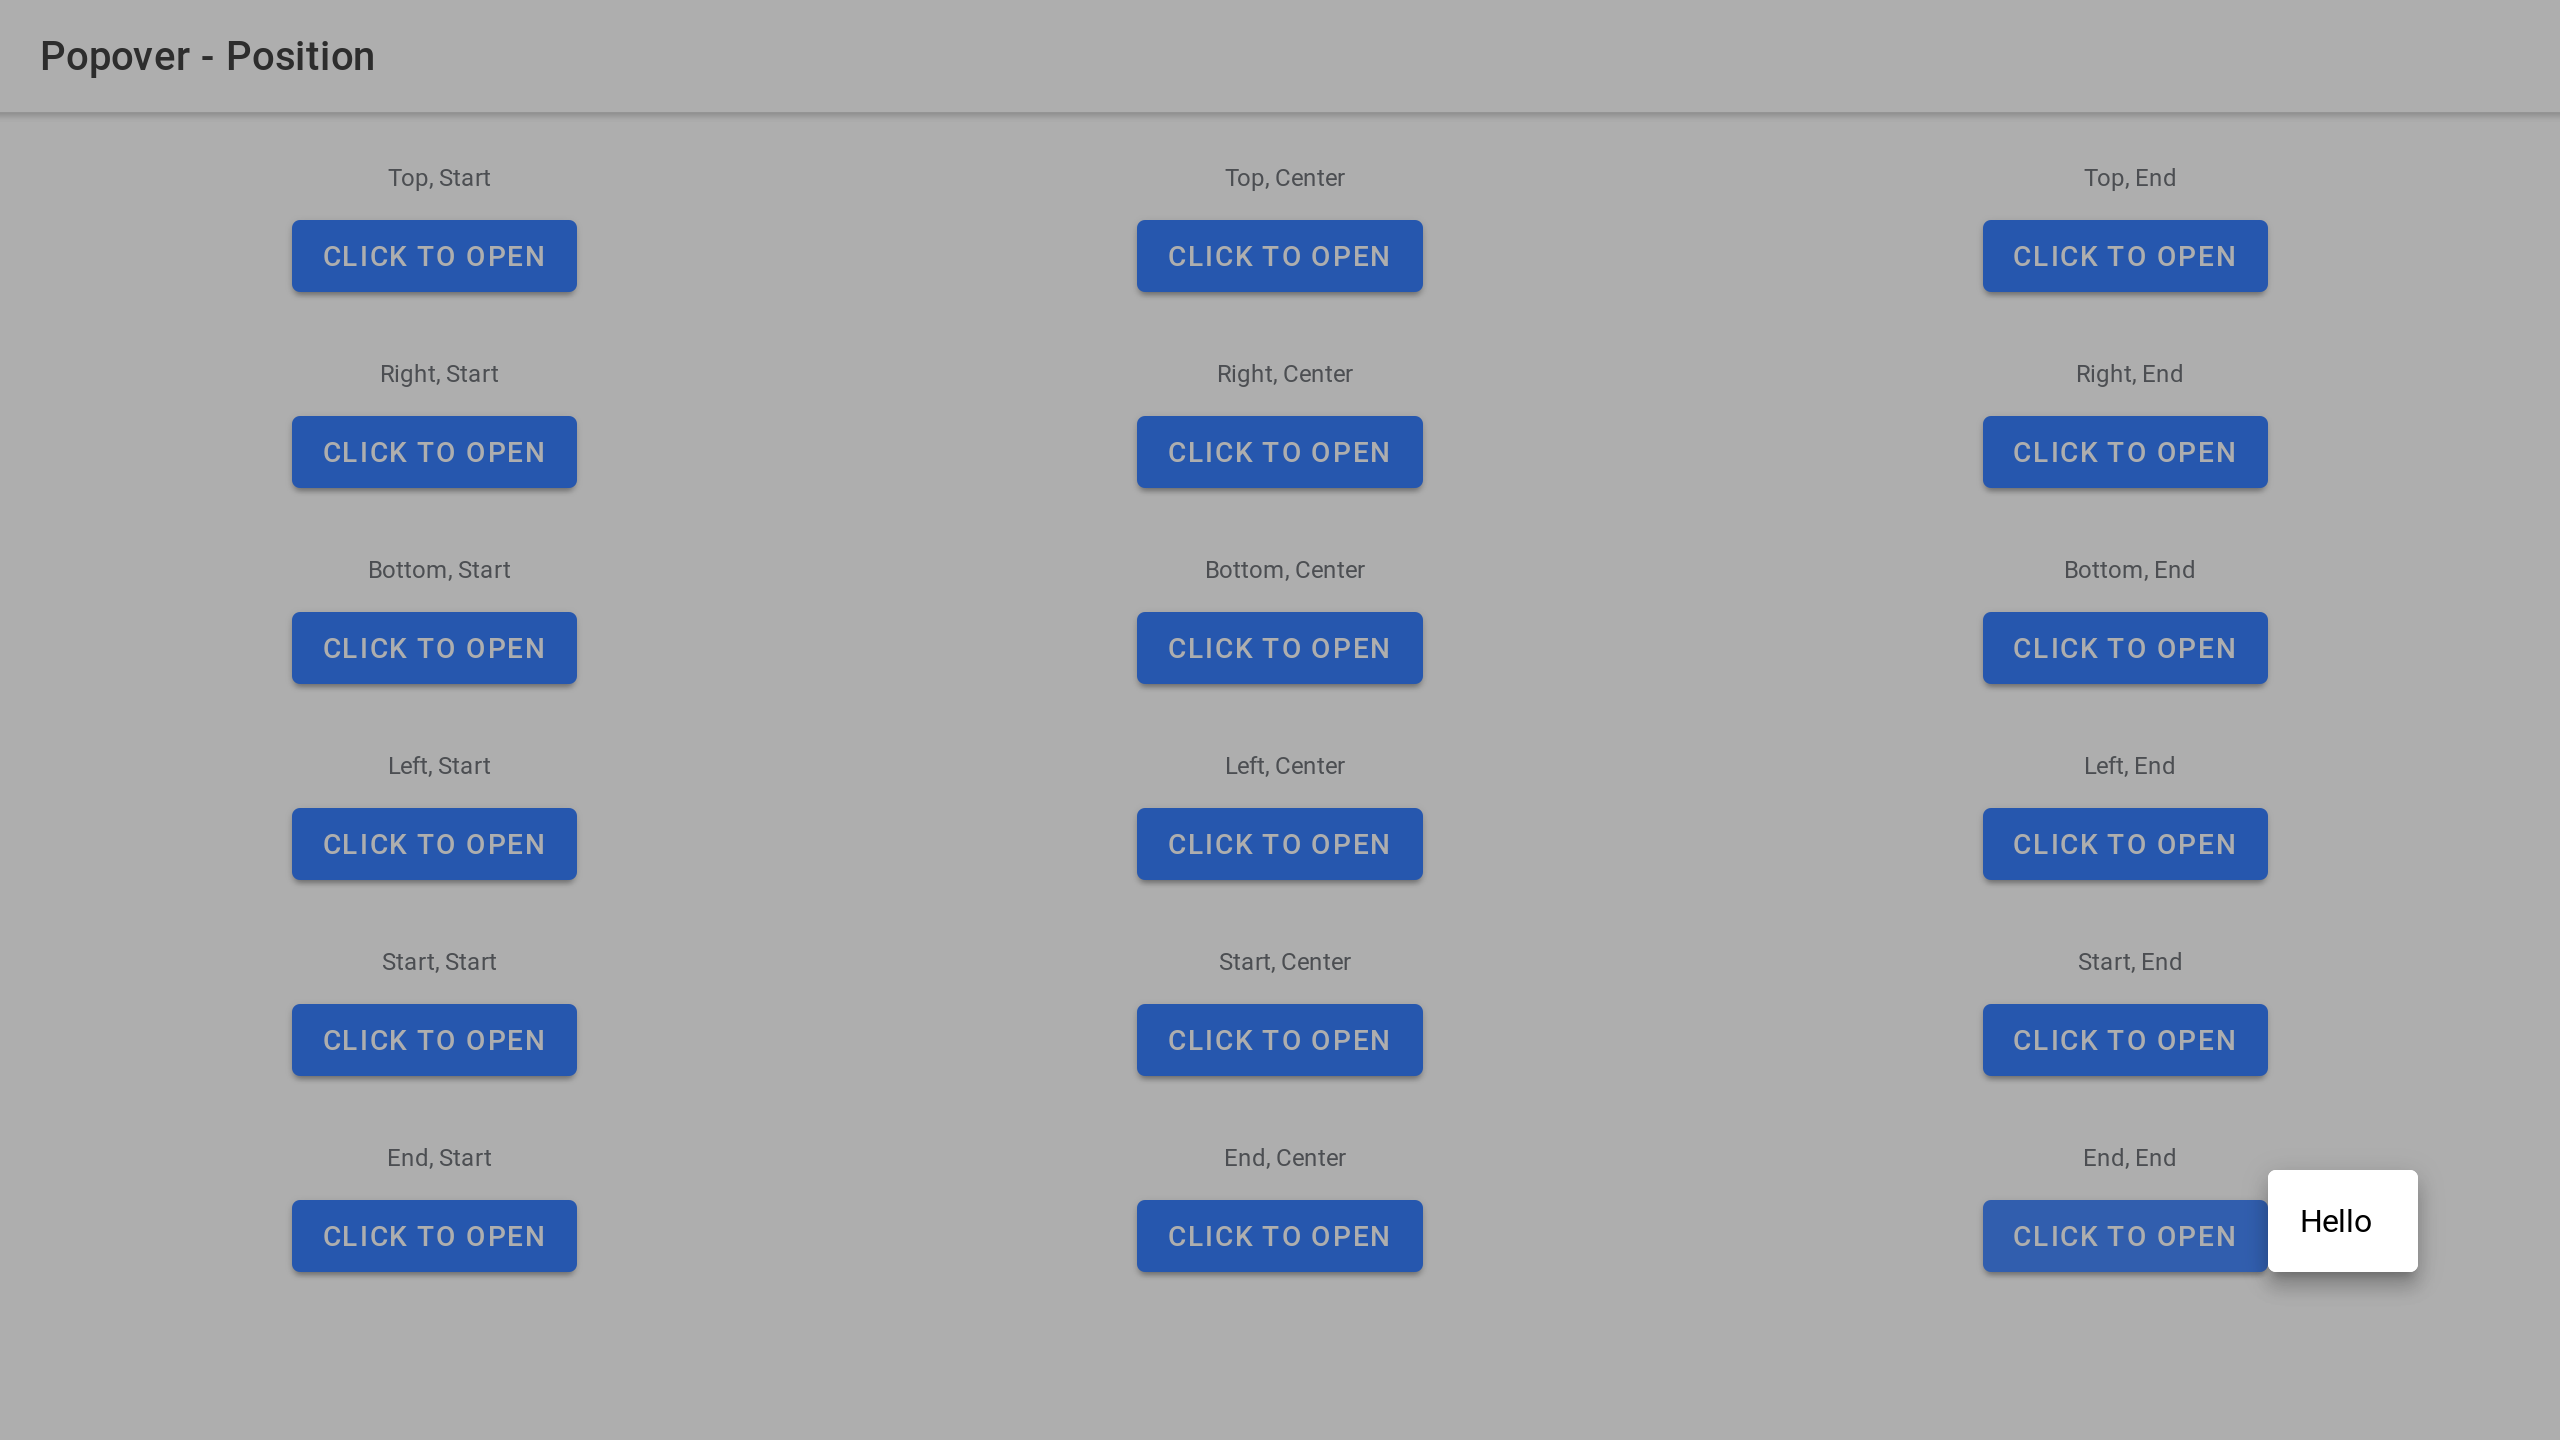 Popover - Position
Top, Start
Top, Center
Top, End
CLICK TO OPEN
CLICK TO OPEN
CLICK TO OPEN
Right, Start
Right, Center
Right, End
CLICK TO OPEN
CLICK TO OPEN
CLICK TO OPEN
Bottom, Start
Bottom, Center
Bottom, End
CLICK TO OPEN
CLICK TO OPEN
CLICK TO OPEN
Left, Start
Left, Center
Left, End
CLICK TO OPEN
CLICK TO OPEN
CLICK TO OPEN
Start, Start
Start, Center
Start, End
CLICK TO OPEN
CLICK TO OPEN
CLICK TO OPEN
End, Start
End, Center
End, End
CLICK TO OPEN
CLICK TO OPEN
CLICK TO OPEN
Hello